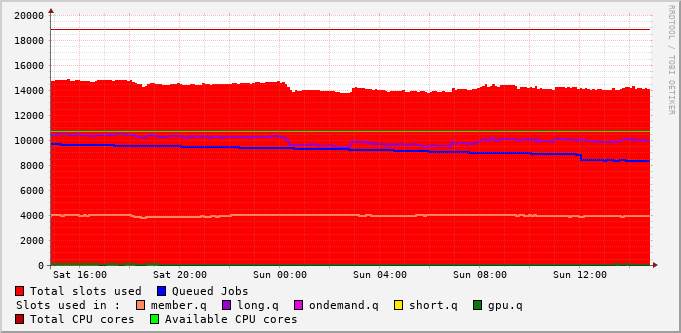 RRDTOOL / TOBI OETIKER
20000
18000
16000
14000
12000
10000
8000
6000
4000
2000
0
Sat 16:00 Sat 20:00 Sun 00:00 Sun 04:00 Sun 08:00 Sun 12:00
Total slots used Queued Jobs
Slots used in : member.q long.q ondemand.q short.q gpu.q
Total CPU cores Available CPU cores